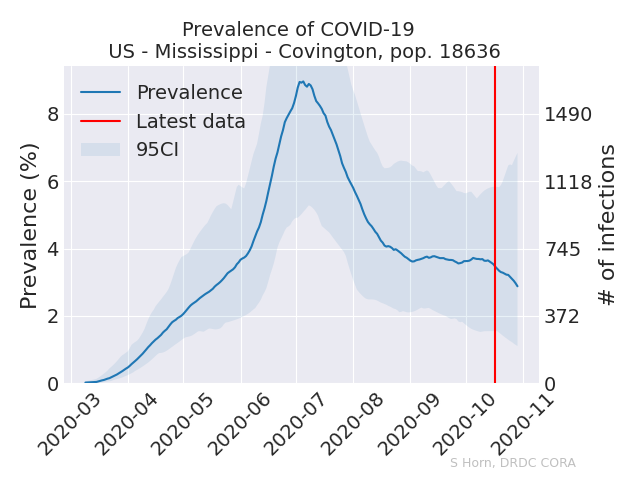 Prevalence of COVID-19
US - Mississippi - Covington, pop. 18636
Prevalence
Latest data
95CI
Prevalence (%)
8
6
4
2
0
1490
1118
745
372
0
# of infections
2020-03
2020-04
2020-05
2020-06
2020-07
2020-08
2020-09
2020-10
2020-11
S Horn, DRDC CORA